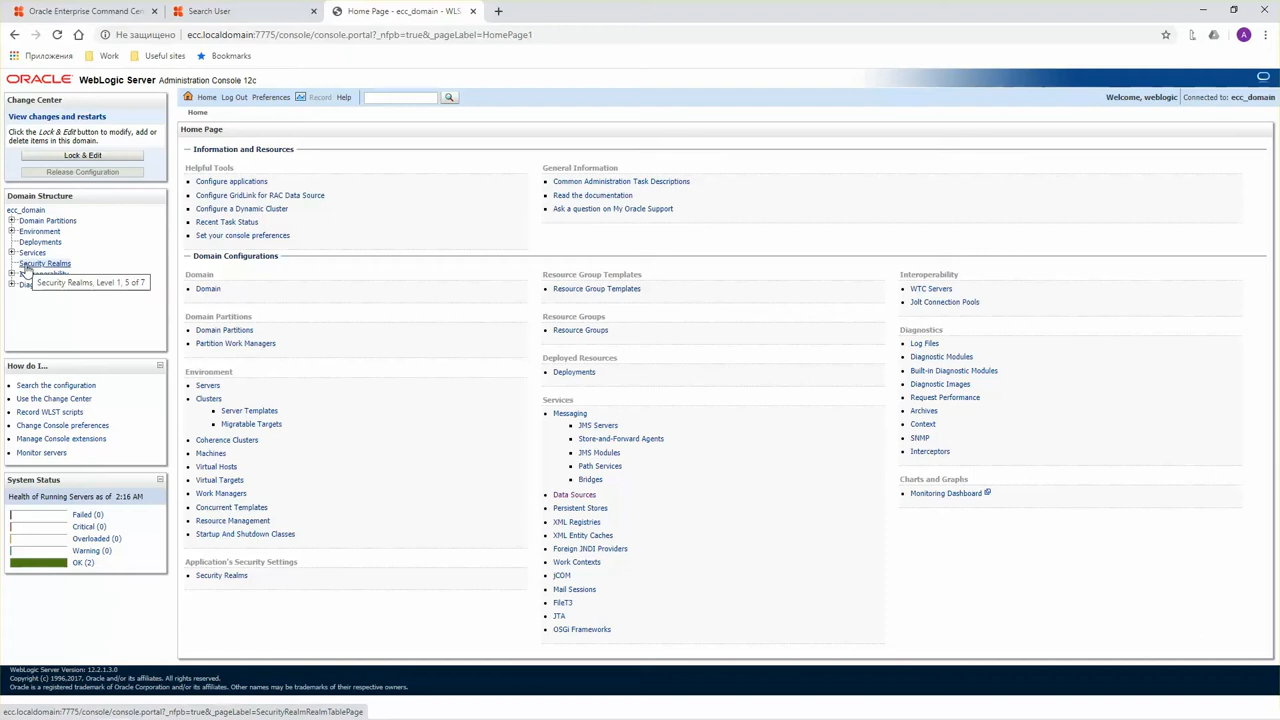 Oracle Enterprise Command Cen
Search User
Home Page - ecc_domain - WLS
Не защищено
ecc.localdomain:7775/console/console.portal?_nfpb=true&_pageLabel=HomePage1
A
Приложения
Work
Useful sites
Bookmarks
ORACLE WebLogic Server Administration Console 12c
Change Center
View changes and restarts
Click the Lock & Edit button to modify, add or
delete items in this domain.
Lock & Edit
Release Configuration
Domain Structure
ecc_domain
Domain Partitions
Environment
Deployments
Services
Security Realms
Security Realms, Level 1, 5 of 7
How do I...
Search the configuration
Use the Change Center
Record WLST scripts
Change Console preferences
Manage Console extensions
Monitor servers
System Status
Health of Running Servers as of 2:16 AM
Failed (0)
Critical (0)
Overloaded (0)
Warning (0)
OK (2)
Home Log Out Preferences Record Help
Welcome, weblogic
Connected to: ecc_domain
Home
Home Page
Information and Resources
Helpful Tools
Configure applications
Configure GridLink for RAC Data Source
Configure a Dynamic Cluster
Recent Task Status
Set your console preferences
General Information
Common Administration Task Descriptions
Read the documentation
Ask a question on My Oracle Support
Domain Configurations
Domain
Domain
Domain Partitions
Domain Partitions
Partition Work Managers
Environment
Servers
Clusters
Server Templates
Migratable Targets
Coherence Clusters
Machines
Virtual Hosts
Virtual Targets
Work Managers
Concurrent Templates
Resource Management
Startup And Shutdown Classes
Application's Security Settings
Security Realms
Resource Group Templates
Resource Group Templates
Resource Groups
Resource Groups
Deployed Resources
Deployments
Services
Messaging
JMS Servers
Store-and-Forward Agents
JMS Modules
Path Services
Bridges
Data Sources
Persistent Stores
XML Registries
XML Entity Caches
Foreign JNDI Providers
Work Contexts
jCOM
Mail Sessions
FileT3
JTA
OSGi Frameworks
Interoperability
WTC Servers
Jolt Connection Pools
Diagnostics
Log Files
Diagnostic Modules
Built-in Diagnostic Modules
Diagnostic Images
Request Performance
Archives
Context
SNMP
Interceptors
Charts and Graphs
Monitoring Dashboard
WebLogic Server Version: 12.2.1.3.0
Copyright (c) 1996,2017, Oracle and/or its affiliates. All rights reserved.
Oracle is a registered trademark of Oracle Corporation and/or its affiliates. Other names may be trademarks of their respective owners.
ecc.localdomain:7775/console/console.portal?_nfpb=true&_pageLabel=SecurityRealmRealmTablePage